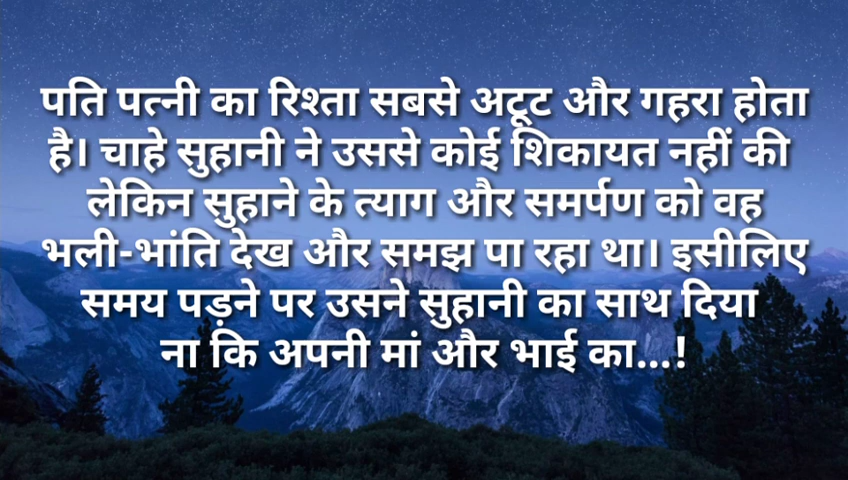 पति पत्नी का रिश्ता सबसे अटूट और गहरा होता
है। चाहे सुहानी ने उससे कोई शिकायत नहीं की
लेकिन सुहाने के त्याग और समर्पण को वह
भली-भांति देख और समझ पा रहा था। इसीलिए
समय पड़ने पर उसने सुहानी का साथ दिया
ना कि अपनी मां और भाई का...!